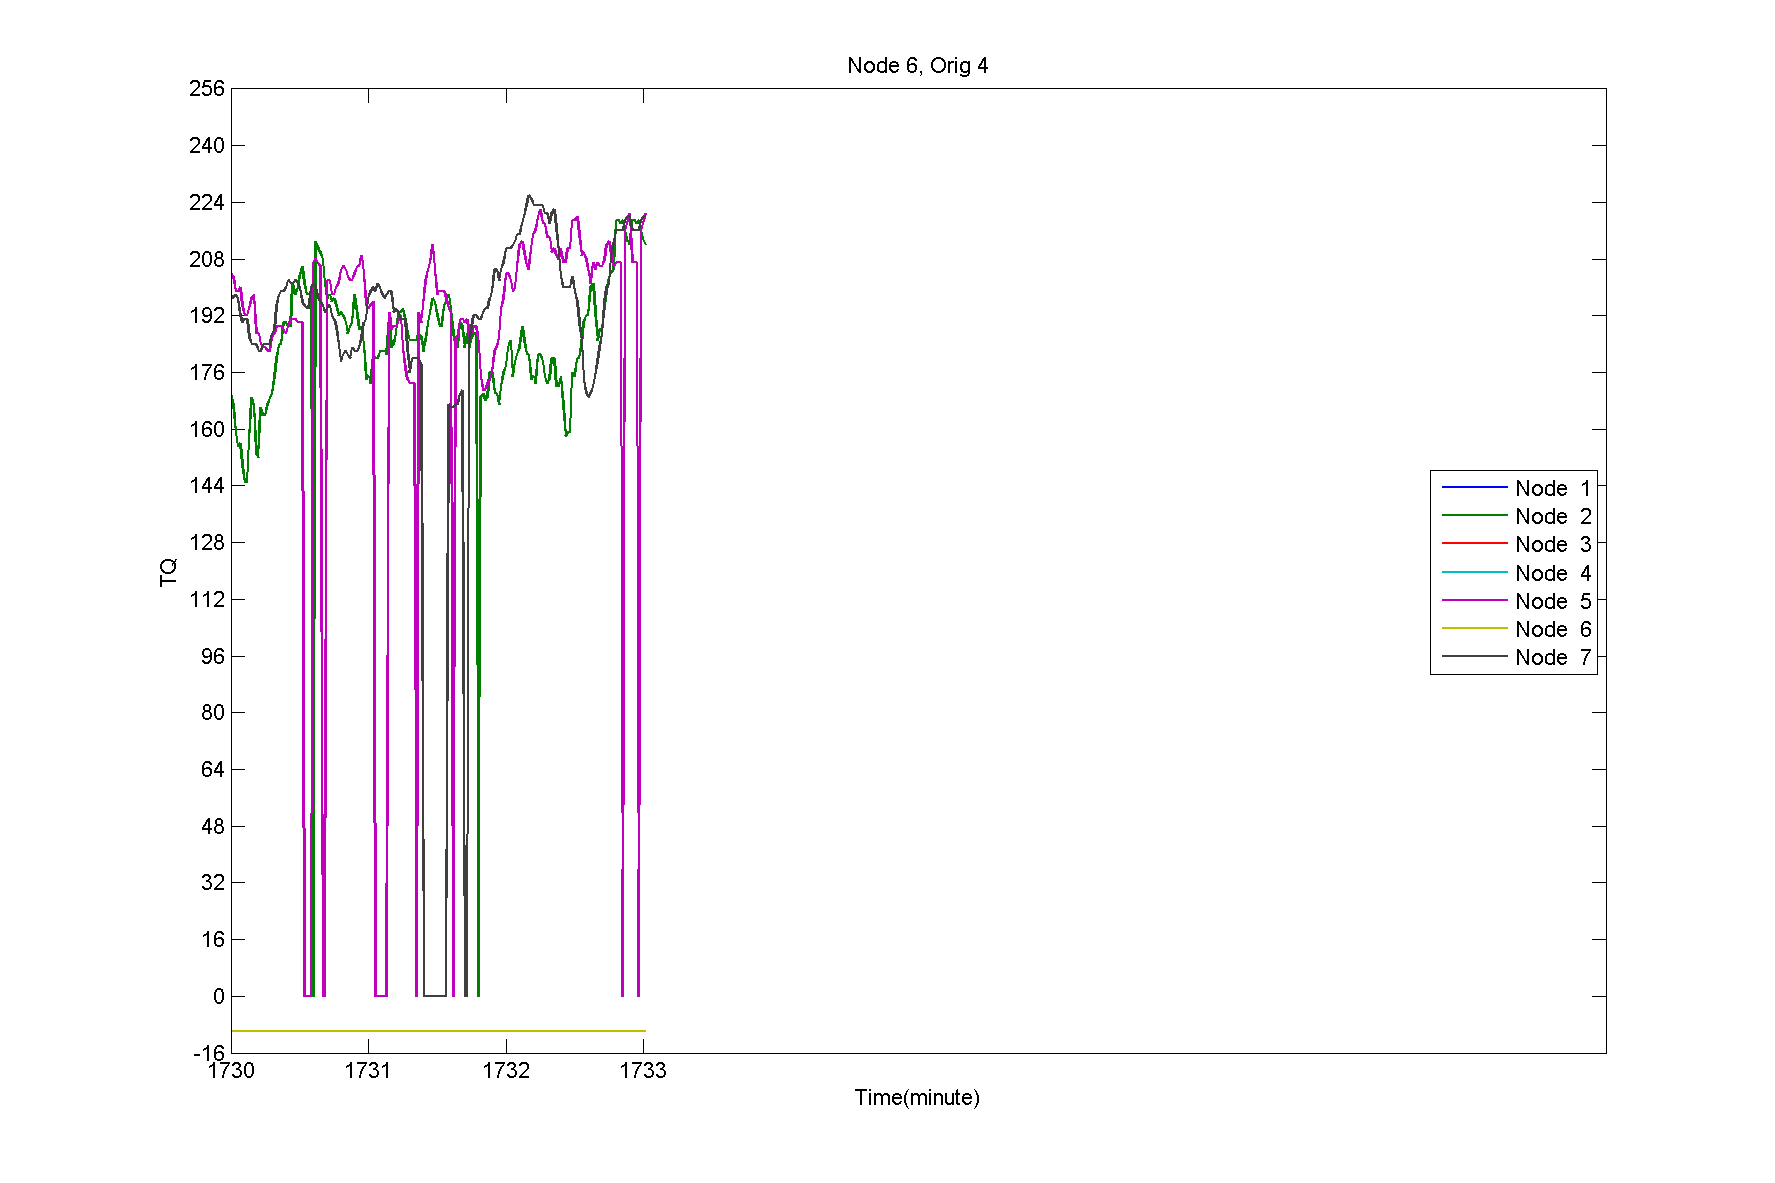 Node 6, Orig 4
256
240
224
208
192
176
160
144
128
112
96
80
64
48
32
16
0
-16
TQ
1730 1731 1732 1733
Time(minute)
Node 1
Node 2
Node 3
Node 4
Node 5
Node 6
Node 7